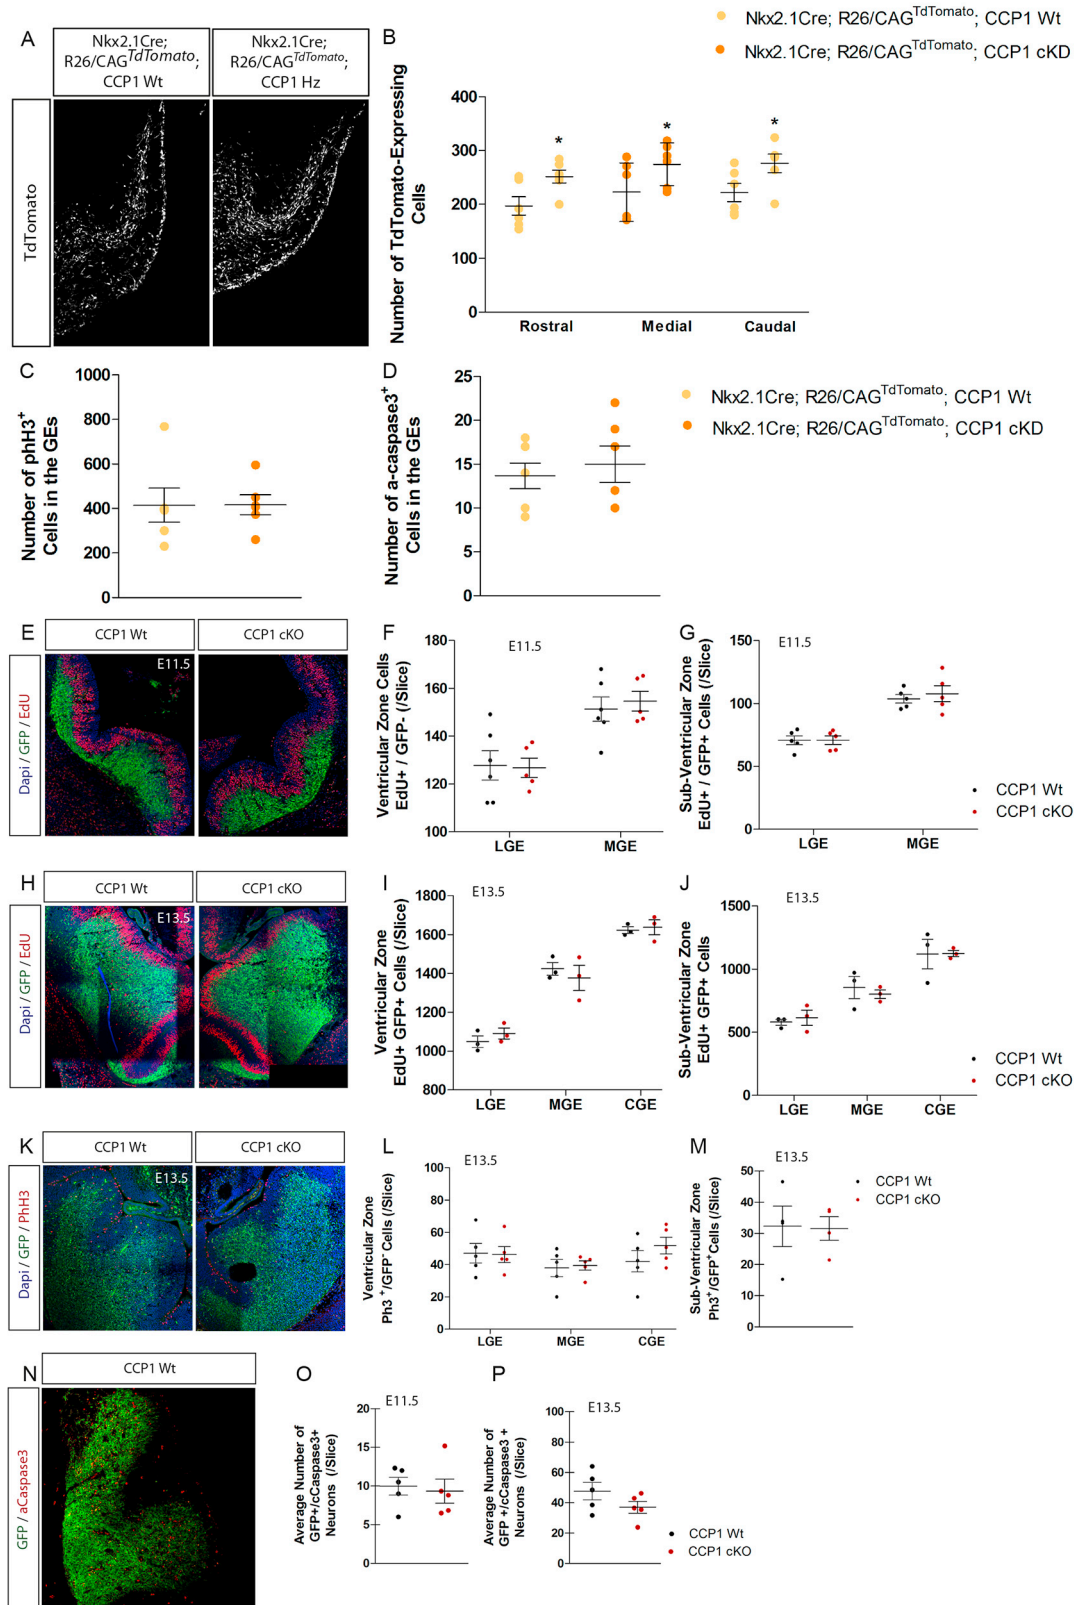 Nkx2.1Cre; R26/CAG^TdTomato; CCP1 Wt
Nkx2.1Cre; R26/CAG^TdTomato; CCP1 cKD
A
Nkx2.1Cre;
R26/CAG^TdTomato;
CCP1 Wt
Nkx2.1Cre;
R26/CAG^TdTomato;
CCP1 Hz
TdTomato
B
Number of TdTomato-Expressing
Cells
400
300
200
100
0
*
*
*
Rostral
Medial
Caudal
C
Number of phH3+
Cells in the GEs
1000
800
600
400
200
0
D
Number of a-caspase3+
Cells in the GEs
25
20
15
10
5
0
Nkx2.1Cre; R26/CAG^TdTomato; CCP1 Wt
Nkx2.1Cre; R26/CAG^TdTomato; CCP1 cKD
E
CCP1 Wt
CCP1 cKO
Dapi / GFP / EdU
E11.5
F
Ventricular Zone Cells
EdU+ / GFP- (/Slice)
180
160
140
120
100
E11.5
LGE
MGE
G
Sub-Ventricular Zone
EdU+ / GFP+ Cells (/Slice)
150
100
50
0
E11.5
LGE
MGE
CCP1 Wt
CCP1 cKO
H
CCP1 Wt
CCP1 cKO
Dapi / GFP / EdU
E13.5
I
Ventricular Zone
EdU+ GFP+ Cells (/Slice)
1800
1600
1400
1200
1000
800
E13.5
LGE
MGE
CGE
J
Sub-Ventricular Zone
EdU+ GFP+ Cells
1500
1000
500
0
E13.5
LGE
MGE
CGE
CCP1 Wt
CCP1 cKO
K
CCP1 Wt
CCP1 cKO
Dapi / GFP / PhH3
E13.5
L
Ventricular Zone
Ph3+/GFP- Cells (/Slice)
100
80
60
40
20
0
E13.5
LGE
MGE
CGE
M
Sub-Ventricular Zone
Ph3+/GFP+ Cells (/Slice)
50
40
30
20
10
0
E13.5
CCP1 Wt
CCP1 cKO
N
CCP1 Wt
GFP / aCaspase3
O
Average Number of
GFP+/cCaspase3+
Neurons (/Slice)
20
15
10
5
0
E11.5
P
Average Number of
GFP +/cCaspase3 +
Neurons (/Slice)
100
80
60
40
20
0
E13.5
CCP1 Wt
CCP1 cKO